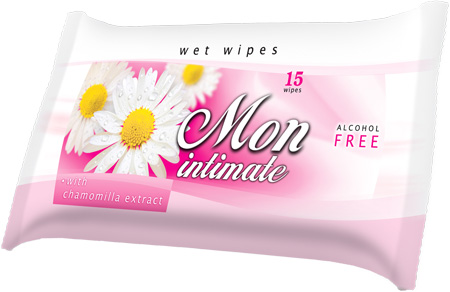 wet wipes
15
wipes
Mon
intimate
ALCOHOL
FREE
• with
chamomilla extract